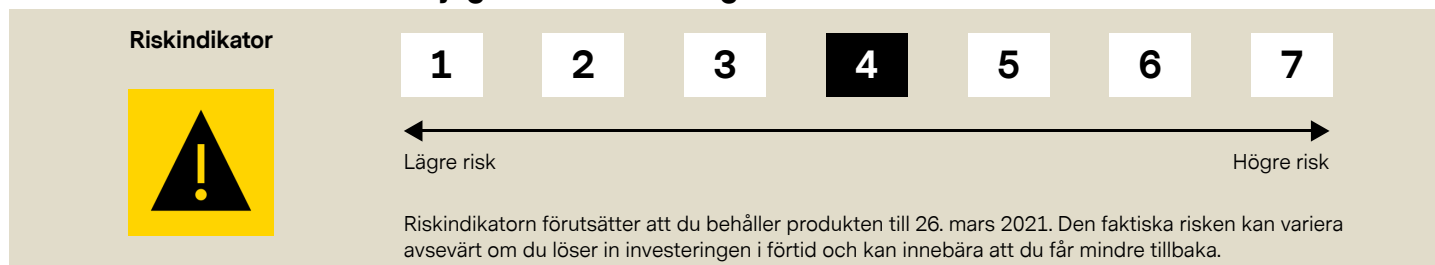 Riskindikator
1 2 3 4 5 6 7
Lägre risk Högre risk
Riskindikatorn förutsätter att du behåller produkten till 26. mars 2021. Den faktiska risken kan variera
avsevärt om du löser in investeringen i förtid och kan innebära att du får mindre tillbaka.